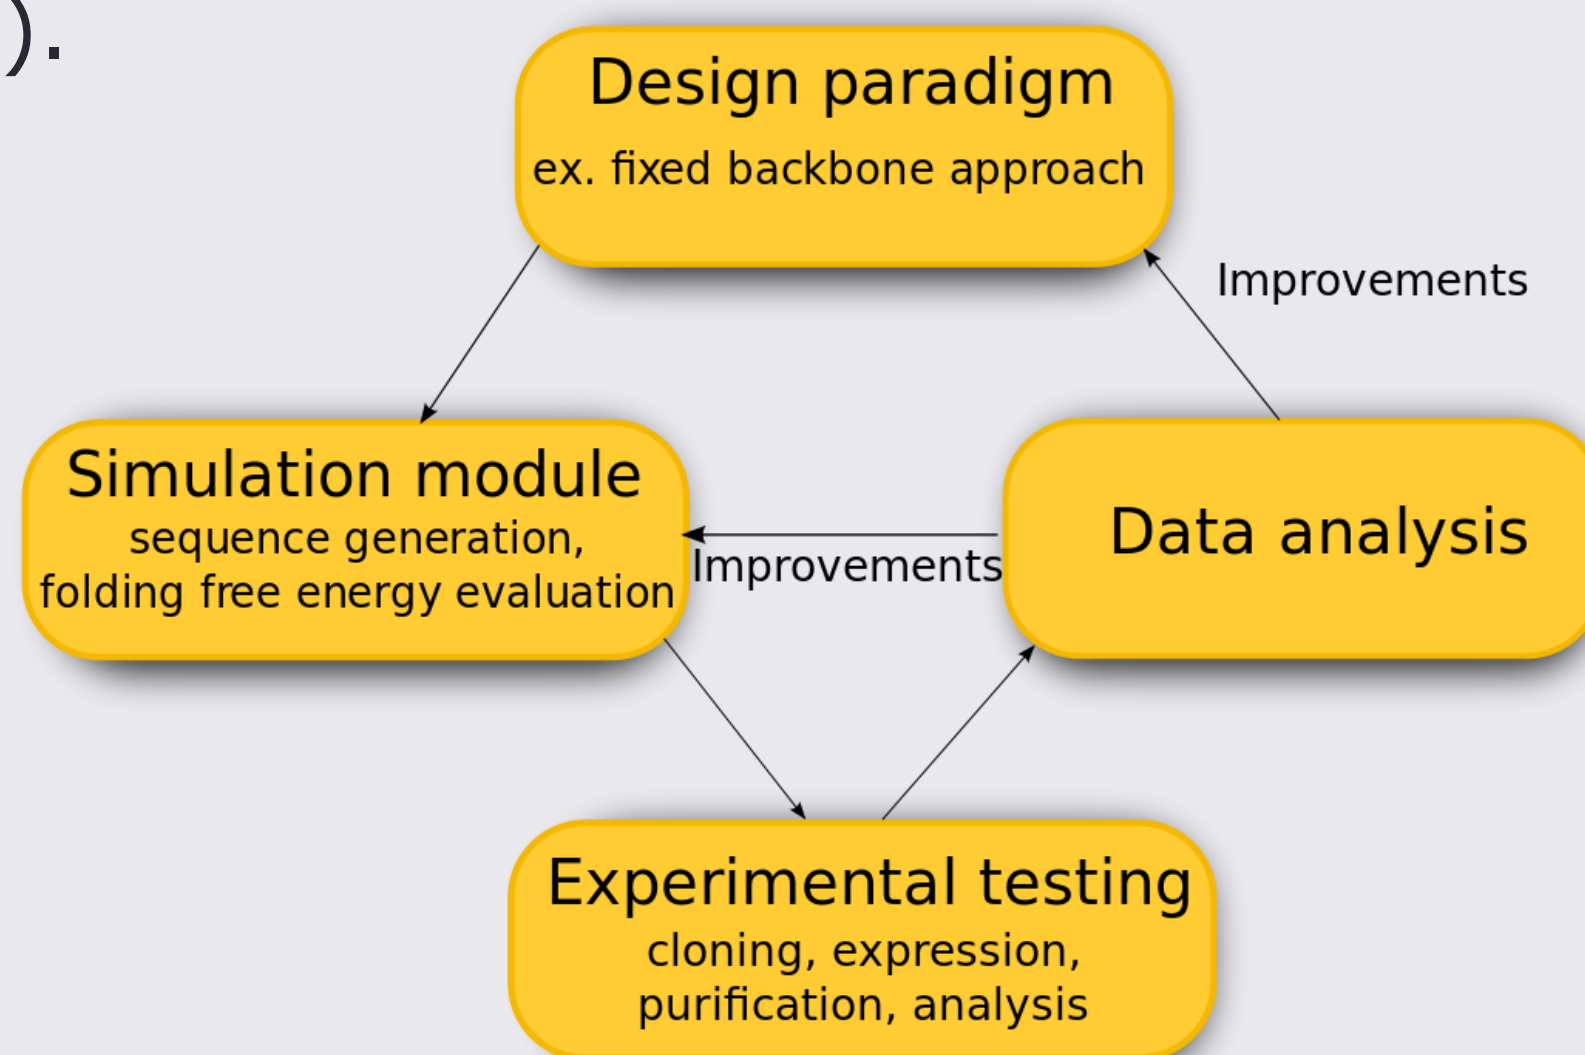 ).
Design paradigm
ex. fixed backbone approach
Improvements
Simulation module
sequence generation,
folding free energy evaluation
Improvements
Data analysis
Experimental testing
cloning, expression,
purification, analysis